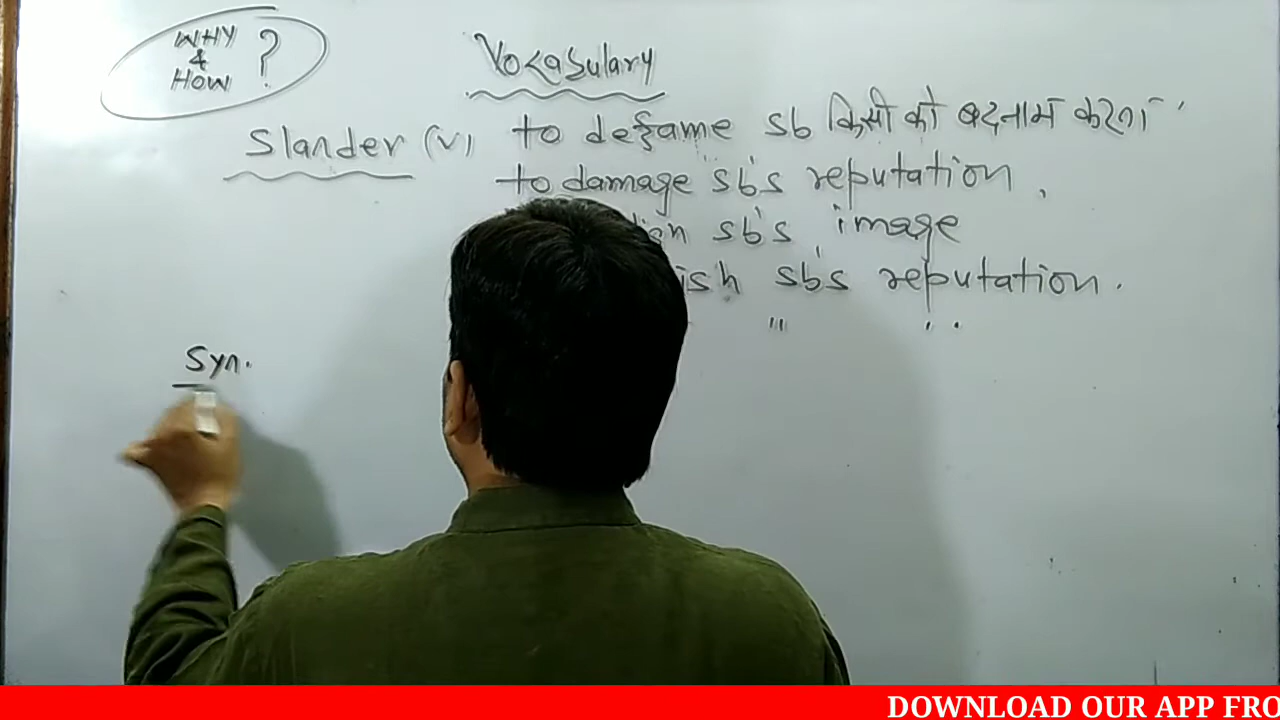 WHY
&
HOW ?
Vocabulary
Slander (v) to defame sb किसी को बदनाम करना
to damage sb's reputation.
sb's image
sb's reputation.
" "
Syn.
DOWNLOAD OUR APP FRO